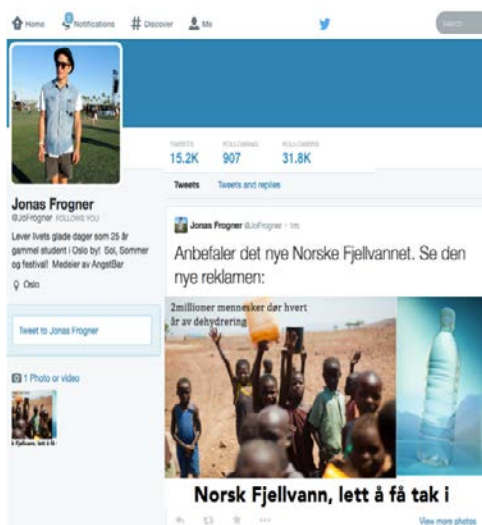 Home Notifications # Discover Me Search
TWEETS FOLLOWING FOLLOWERS
15.2K 907 31.8K
Tweets Tweets and replies
Jonas Frogner
@JoFrogner FOLLOWS YOU
Lever livets glade dager som 25 år
gammel student i Oslo by! Sol, Sommer
og festival! Medeier av AngstBar
Oslo
Tweet to Jonas Frogner
1 Photo or video
Jonas Frogner @JoFrogner · 1m
Anbefaler det nye Norske Fjellvannet. Se den
nye reklamen:
2millioner mennesker dør hvert
år av dehydrering
Norsk Fjellvann, lett å få tak i
View more photos